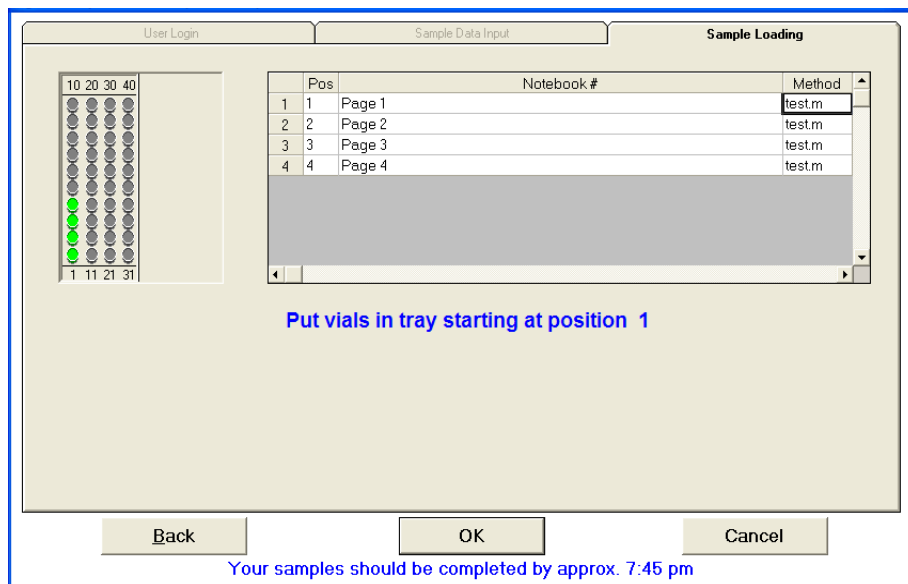 User Login Sample Data Input Sample Loading
10 20 30 40
1 11 21 31
Pos Notebook # Method
1 1 Page 1 test.m
2 2 Page 2 test.m
3 3 Page 3 test.m
4 4 Page 4 test.m
Put vials in tray starting at position 1
Back OK Cancel
Your samples should be completed by approx. 7:45 pm